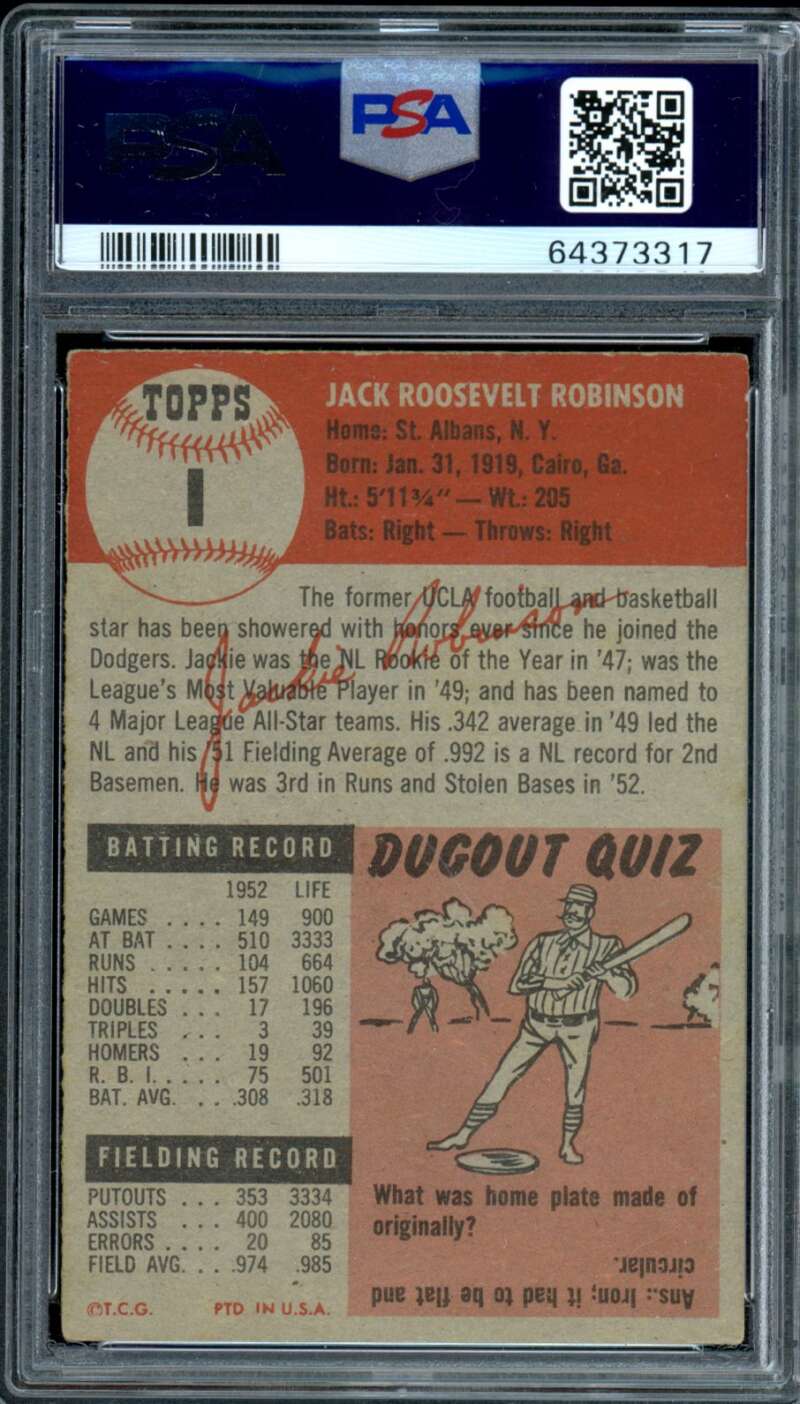 PSA
PSA
64373317
TOPPS
1
JACK ROOSEVELT ROBINSON
Home: St. Albans, N. Y.
Born: Jan. 31, 1919, Cairo, Ga.
Ht.: 5'11¾" — Wt.: 205
Bats: Right — Throws: Right
The former UCLA football and basketball
star has been showered with honors ever since he joined the
Dodgers. Jackie was the NL Rookie of the Year in '47; was the
League's Most Valuable Player in '49; and has been named to
4 Major League All-Star teams. His .342 average in '49 led the
NL and his '51 Fielding Average of .992 is a NL record for 2nd
Basemen. He was 3rd in Runs and Stolen Bases in '52.
Jackie Robinson
BATTING RECORD
1952 LIFE
GAMES .... 149 900
AT BAT .... 510 3333
RUNS ..... 104 664
HITS ..... 157 1060
DOUBLES ... 17 196
TRIPLES ... 3 39
HOMERS ... 19 92
R. B. I. .... 75 501
BAT. AVG. .. .308 .318
FIELDING RECORD
PUTOUTS ... 353 3334
ASSISTS ... 400 2080
ERRORS .... 20 85
FIELD AVG. .. .974 .985
©T.C.G. PTD IN U.S.A.
DUGOUT QUIZ
What was home plate made of
originally?
Ans.: Iron; it had to be flat and
circular.